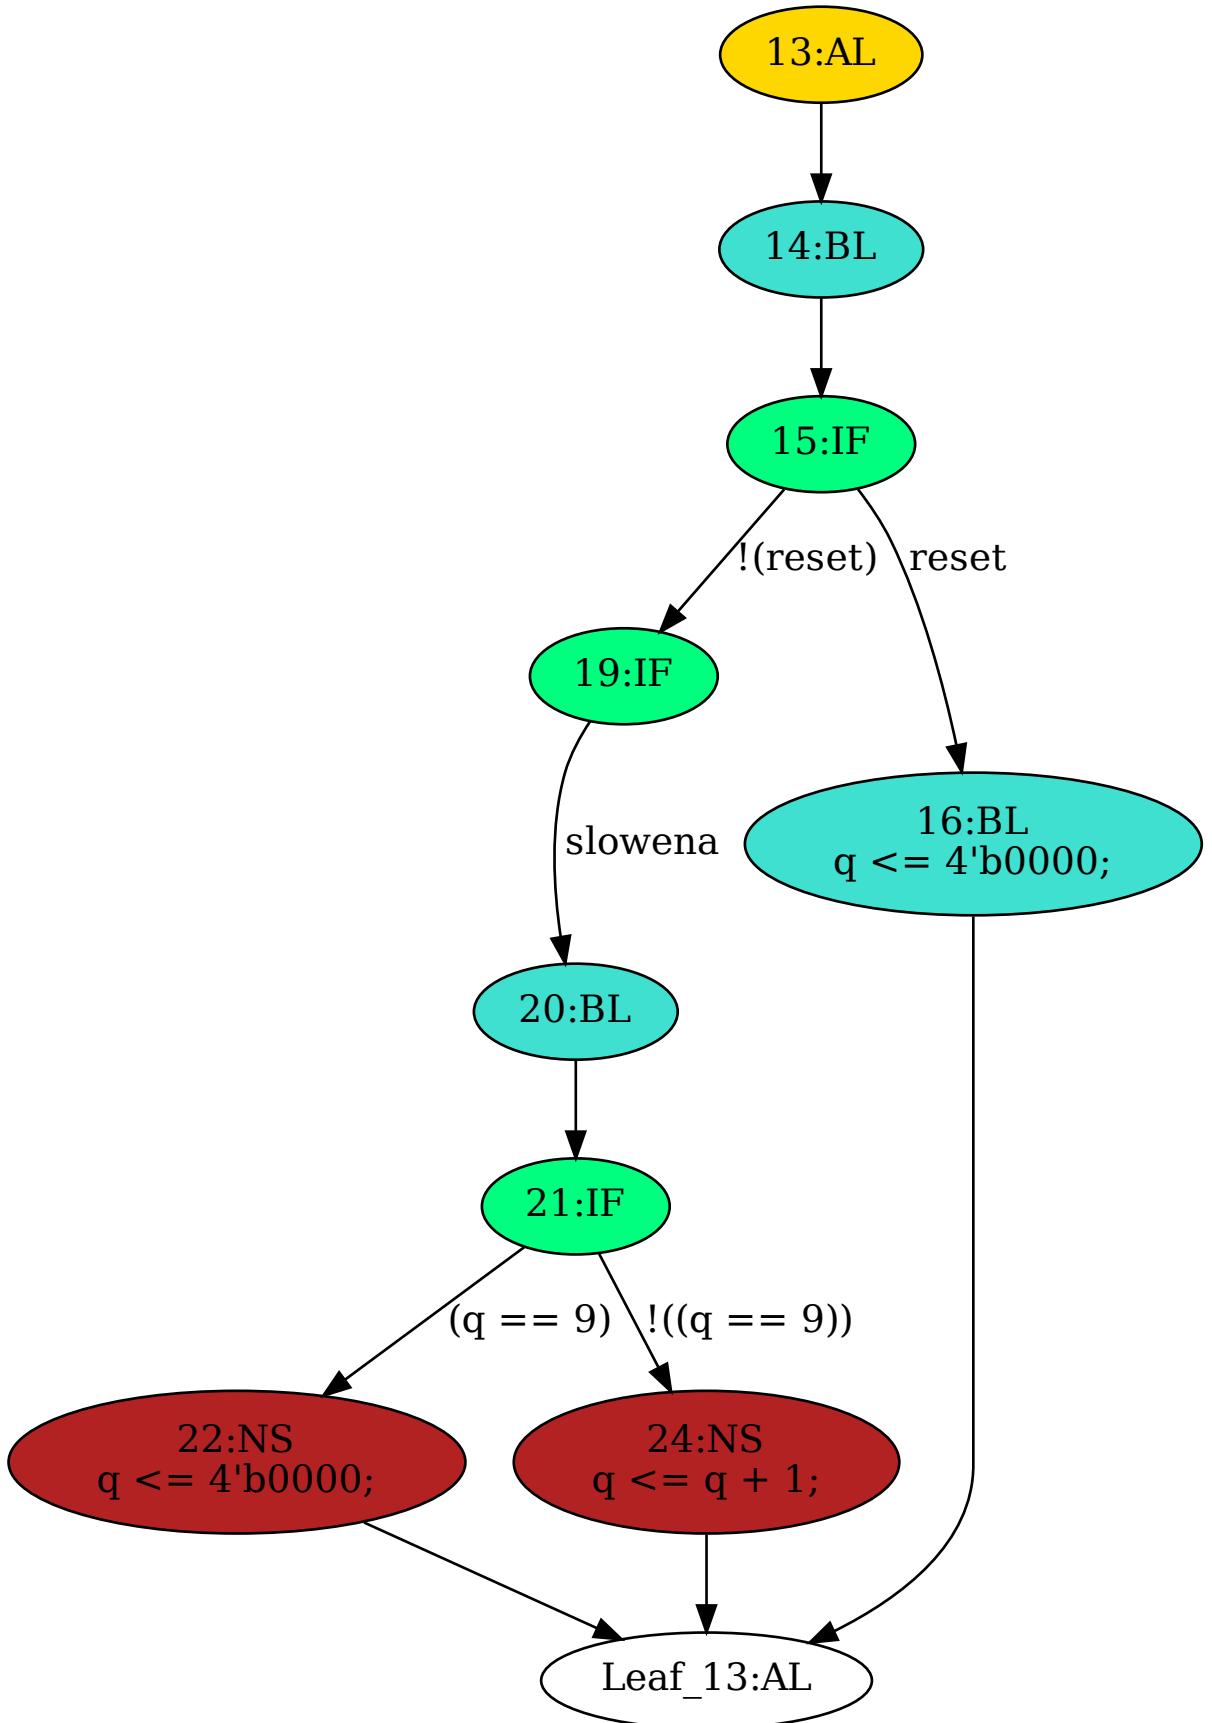 13:AL
14:BL
15:IF
!(reset)
reset
19:IF
slowena
16:BL
q <= 4'b0000;
20:BL
21:IF
(q == 9)
!((q == 9))
22:NS
q <= 4'b0000;
24:NS
q <= q + 1;
Leaf_13:AL